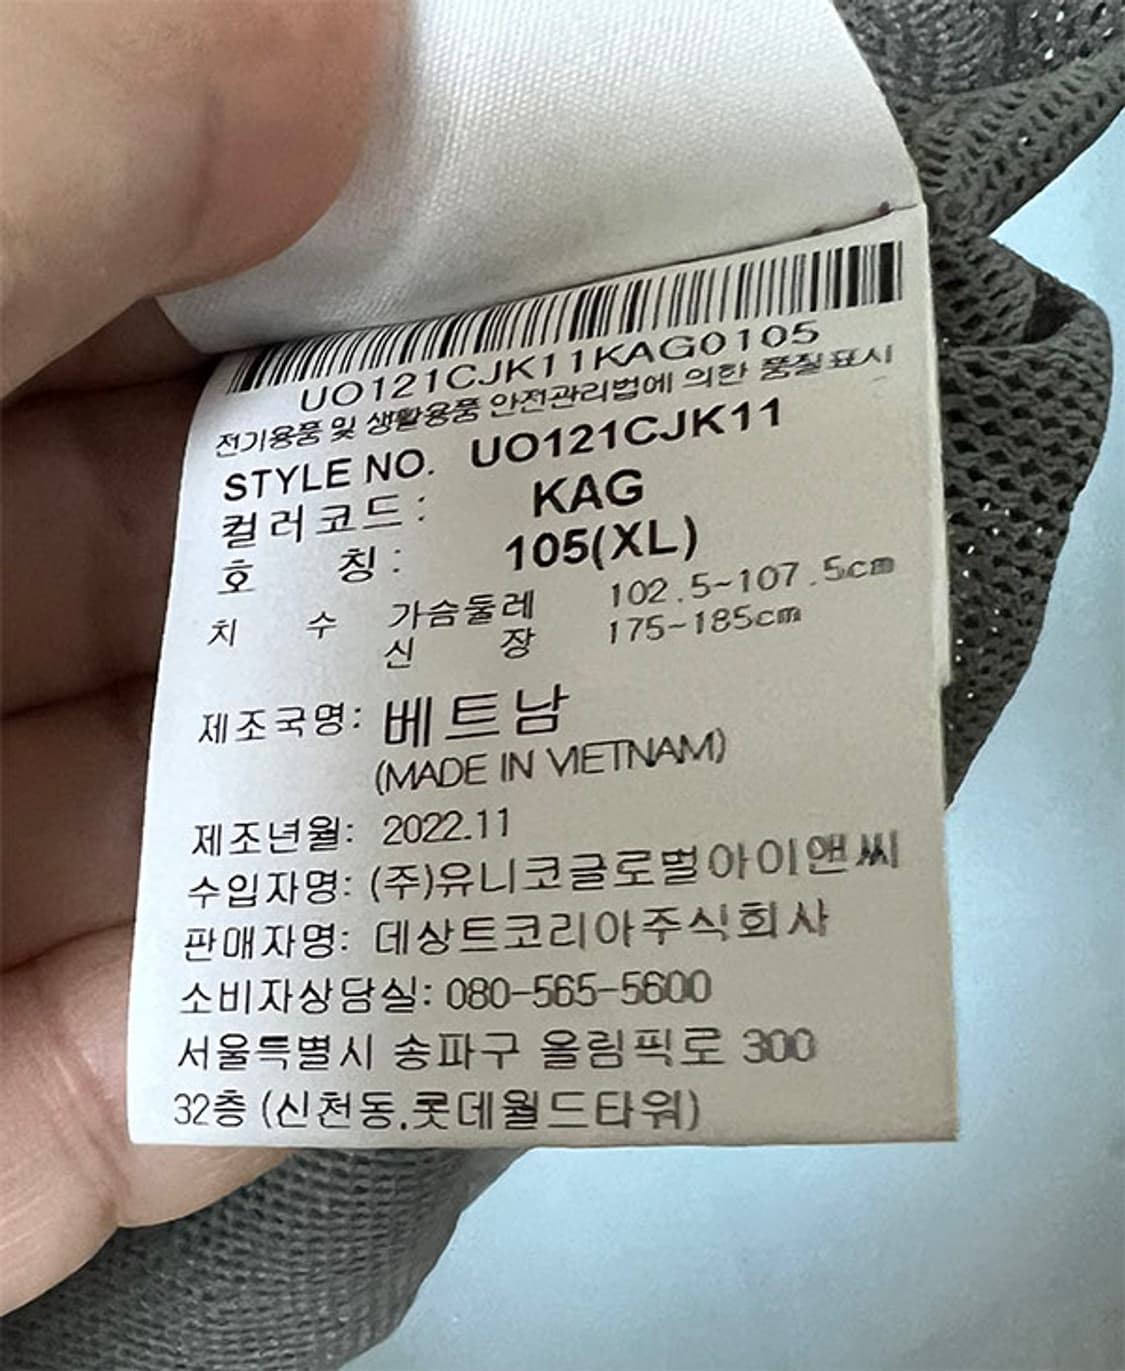 UO121CJK11KAG0105
전기용품 및 생활용품 안전관리법에 의한 품질표시
STYLE NO. UO121CJK11
컬러코드: KAG
호 칭: 105(XL)
치 수 가슴둘레 102.5~107.5cm
신 장 175~185cm
제조국명: 베트남
(MADE IN VIETNAM)
제조년월: 2022.11
수입자명: (주)유니코글로벌아이앤씨
판매자명: 데상트코리아주식회사
소비자상담실: 080-565-5600
서울특별시 송파구 올림픽로 300
32층 (신천동,롯데월드타워)